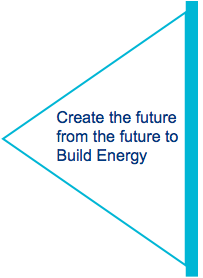 Create the future
from the future to
Build Energy